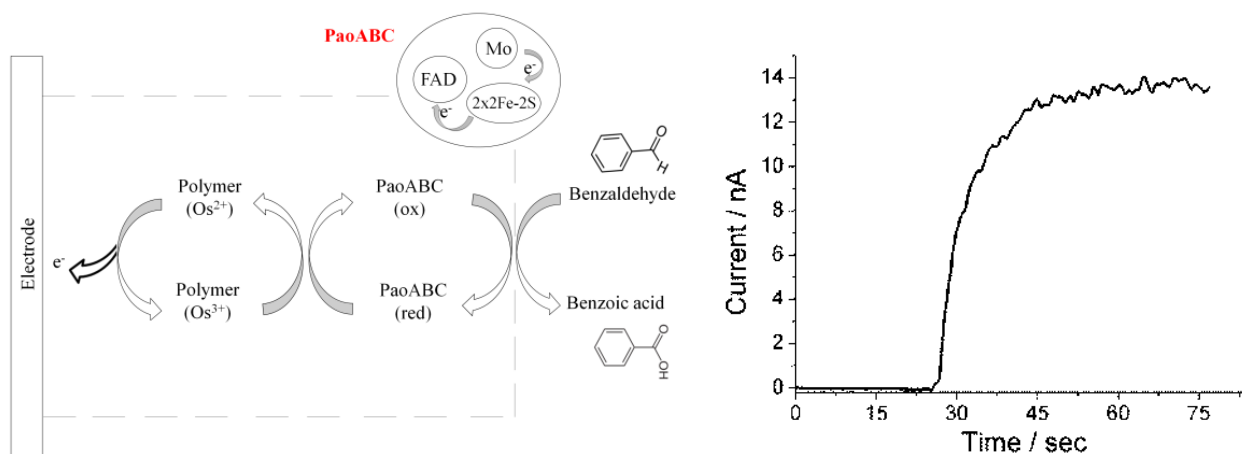 PaoABC
Mo
e-
FAD
2x2Fe-2S
e-
Electrode
e-
Polymer
(Os²⁺)
PaoABC
(ox)
O
H
Benzaldehyde
Polymer
(Os³⁺)
PaoABC
(red)
Benzoic acid
O
OH
Current / nA
14
12
10
8
6
4
2
0
0 15 30 45 60 75
Time / sec